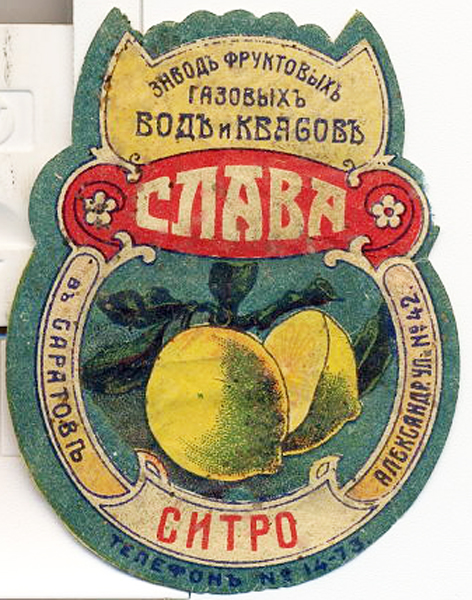 ЗАВОДЪ ФРУКТОВЫХЪ
ГАЗОВЫХЪ
ВОДЪ и КВАСОВЪ
СЛАВА
ВЪ САРАТОВѢ
АЛЕКСАНДР. УЛ. № 42.
СИТРО
ТЕЛЕФОНЪ № 14-73.